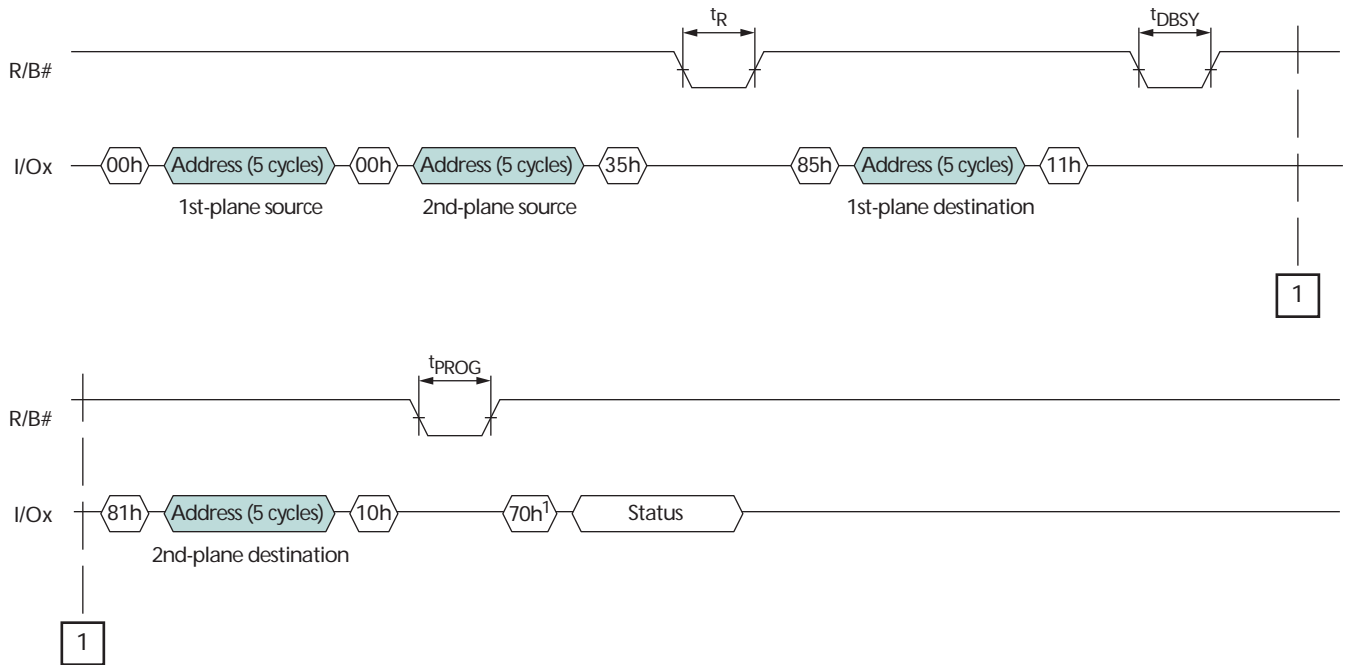 tR tDBSY
R/B#
I/Ox 00h Address (5 cycles) 00h Address (5 cycles) 35h 85h Address (5 cycles) 11h
1st-plane source 2nd-plane source 1st-plane destination
1
tPROG
R/B#
I/Ox 81h Address (5 cycles) 10h 70h1 Status
2nd-plane destination
1